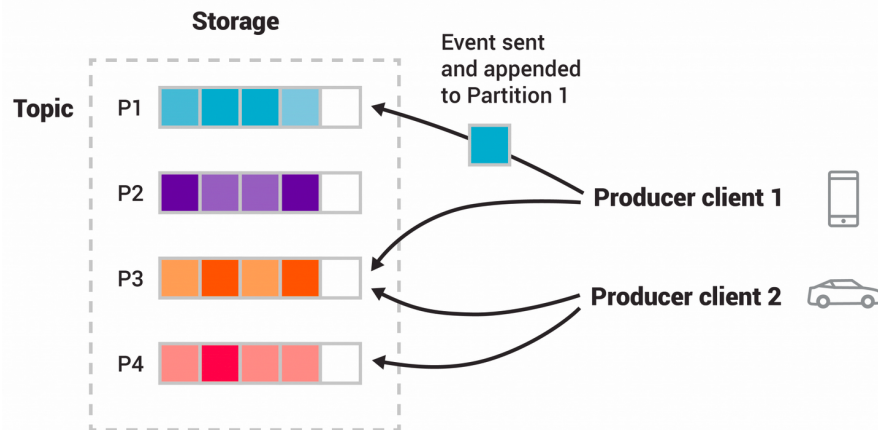 Storage
Event sent
and appended
to Partition 1
Topic
P1
P2
Producer client 1
P3
Producer client 2
P4